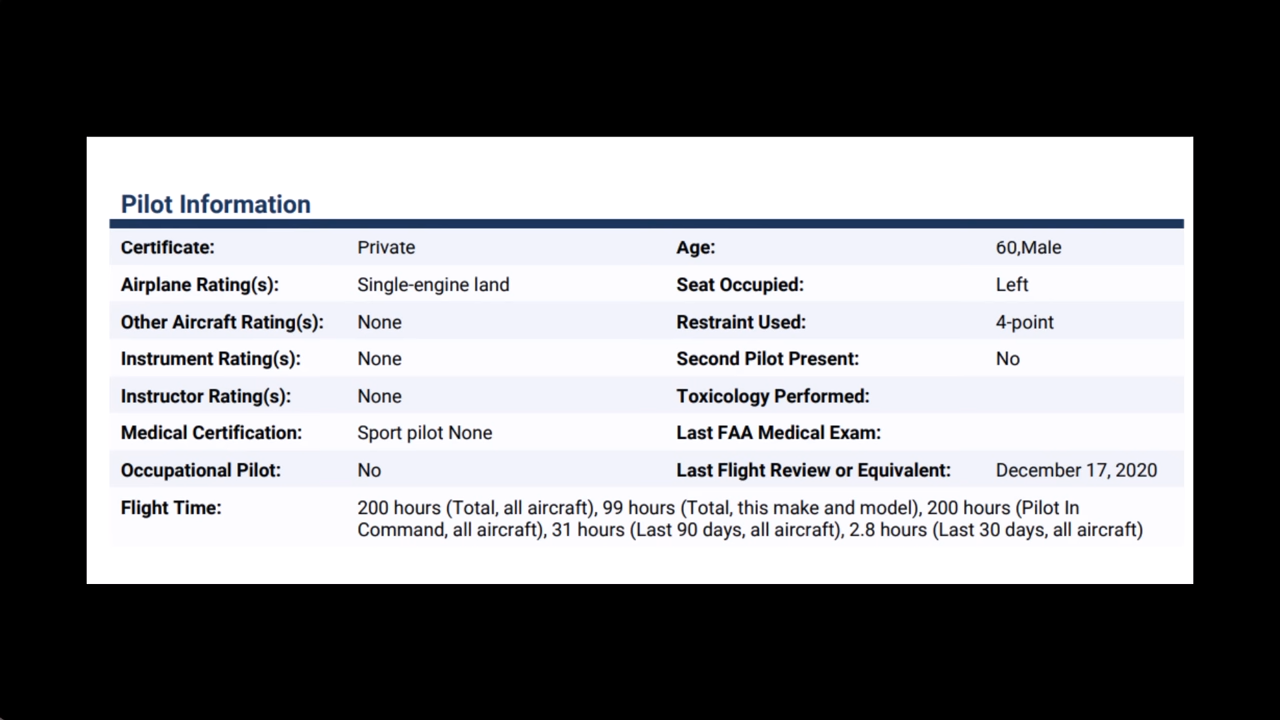 Pilot Information
Certificate: Private Age: 60,Male
Airplane Rating(s): Single-engine land Seat Occupied: Left
Other Aircraft Rating(s): None Restraint Used: 4-point
Instrument Rating(s): None Second Pilot Present: No
Instructor Rating(s): None Toxicology Performed:
Medical Certification: Sport pilot None Last FAA Medical Exam:
Occupational Pilot: No Last Flight Review or Equivalent: December 17, 2020
Flight Time: 200 hours (Total, all aircraft), 99 hours (Total, this make and model), 200 hours (Pilot In
Command, all aircraft), 31 hours (Last 90 days, all aircraft), 2.8 hours (Last 30 days, all aircraft)